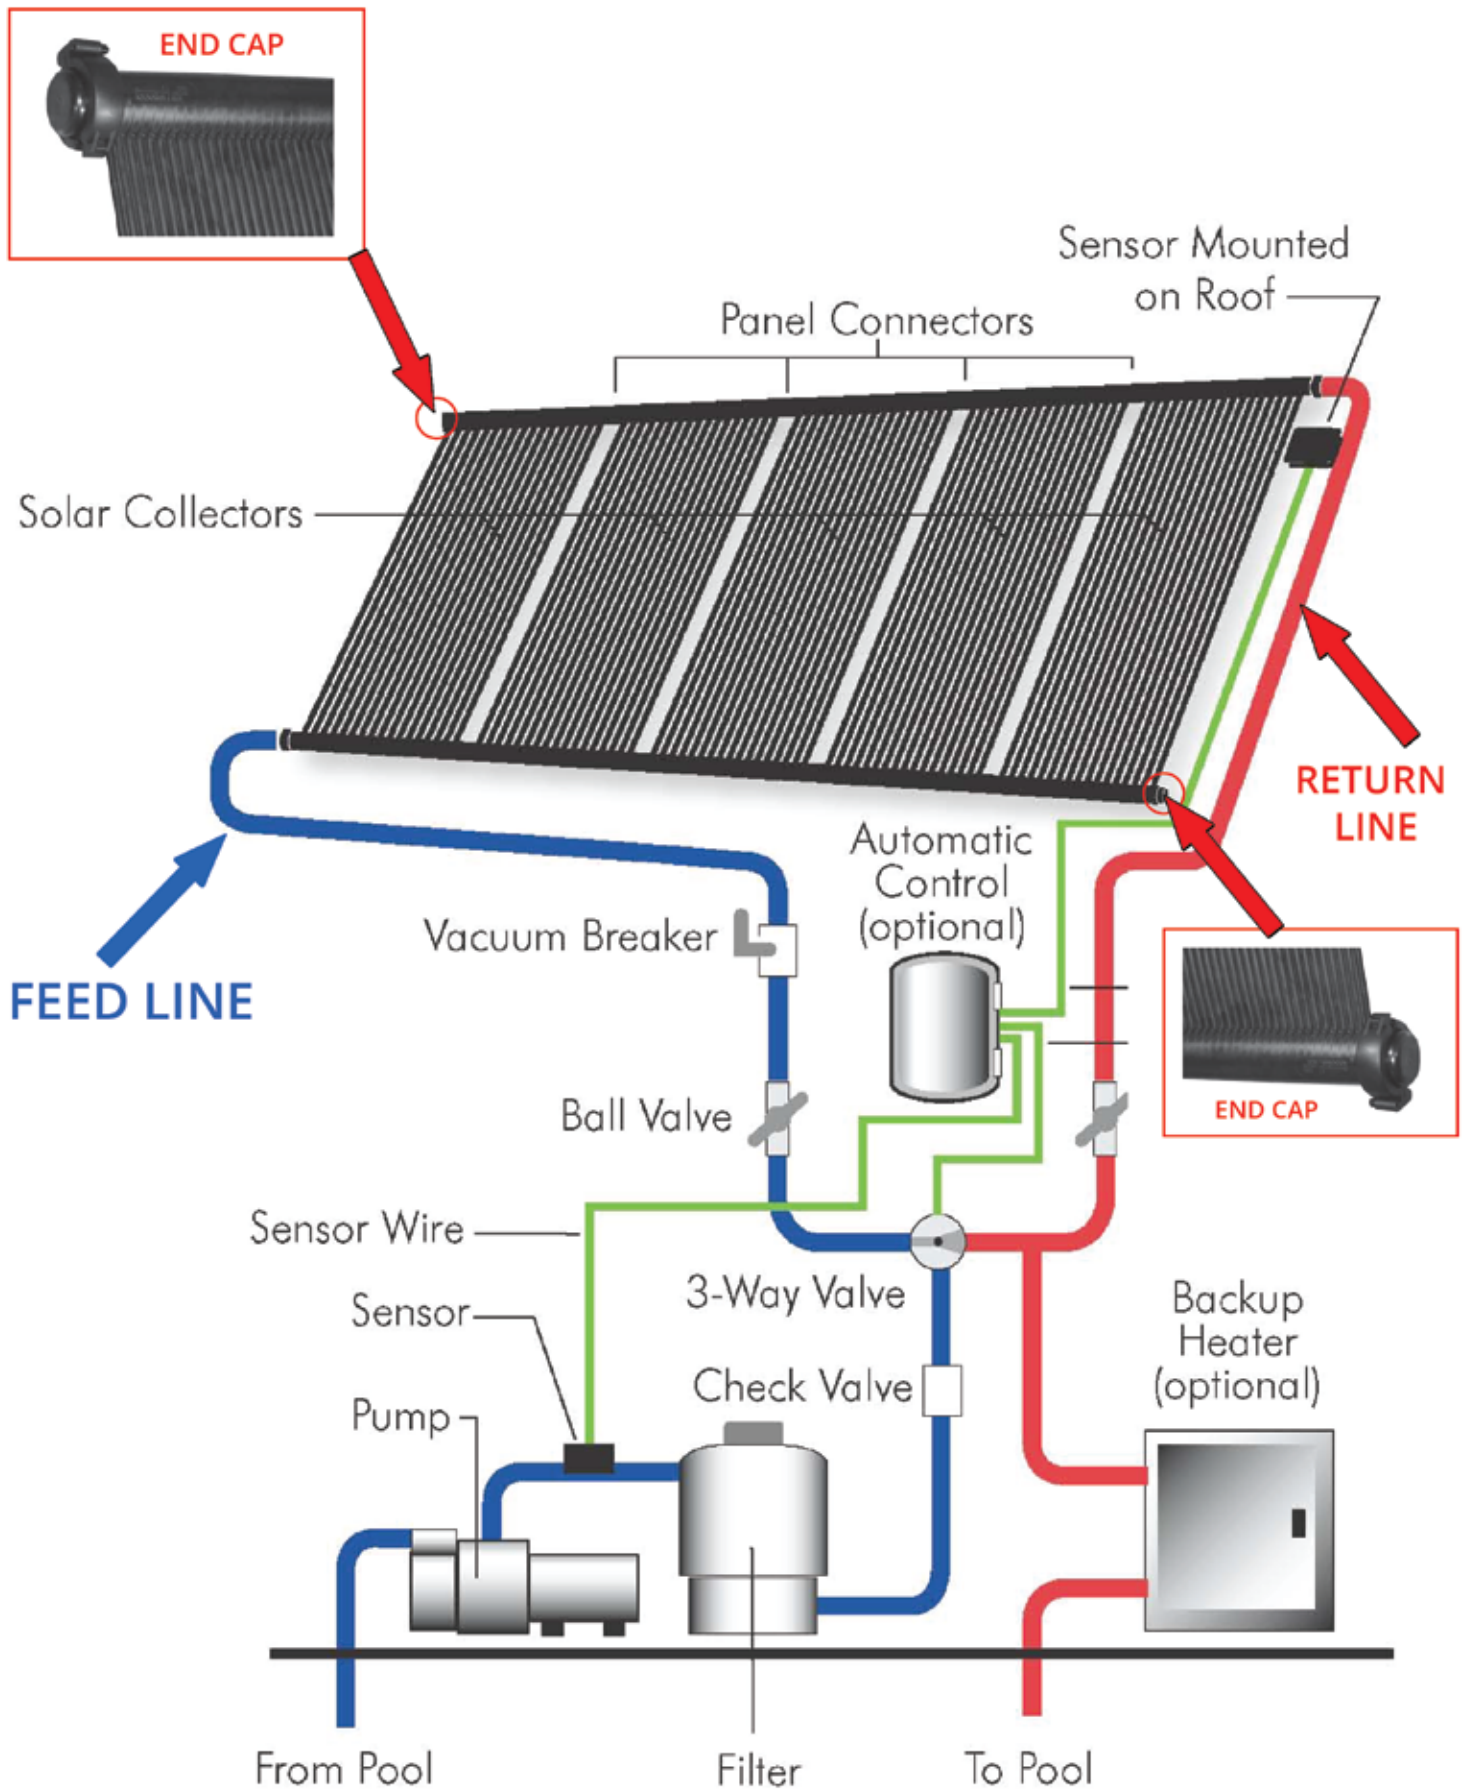 END CAP
Sensor Mounted
on Roof
Panel Connectors
Solar Collectors
RETURN
LINE
Automatic
Control
(optional)
Vacuum Breaker
FEED LINE
Ball Valve
END CAP
Sensor Wire
3-Way Valve
Sensor
Backup
Heater
(optional)
Check Valve
Pump
From Pool
Filter
To Pool